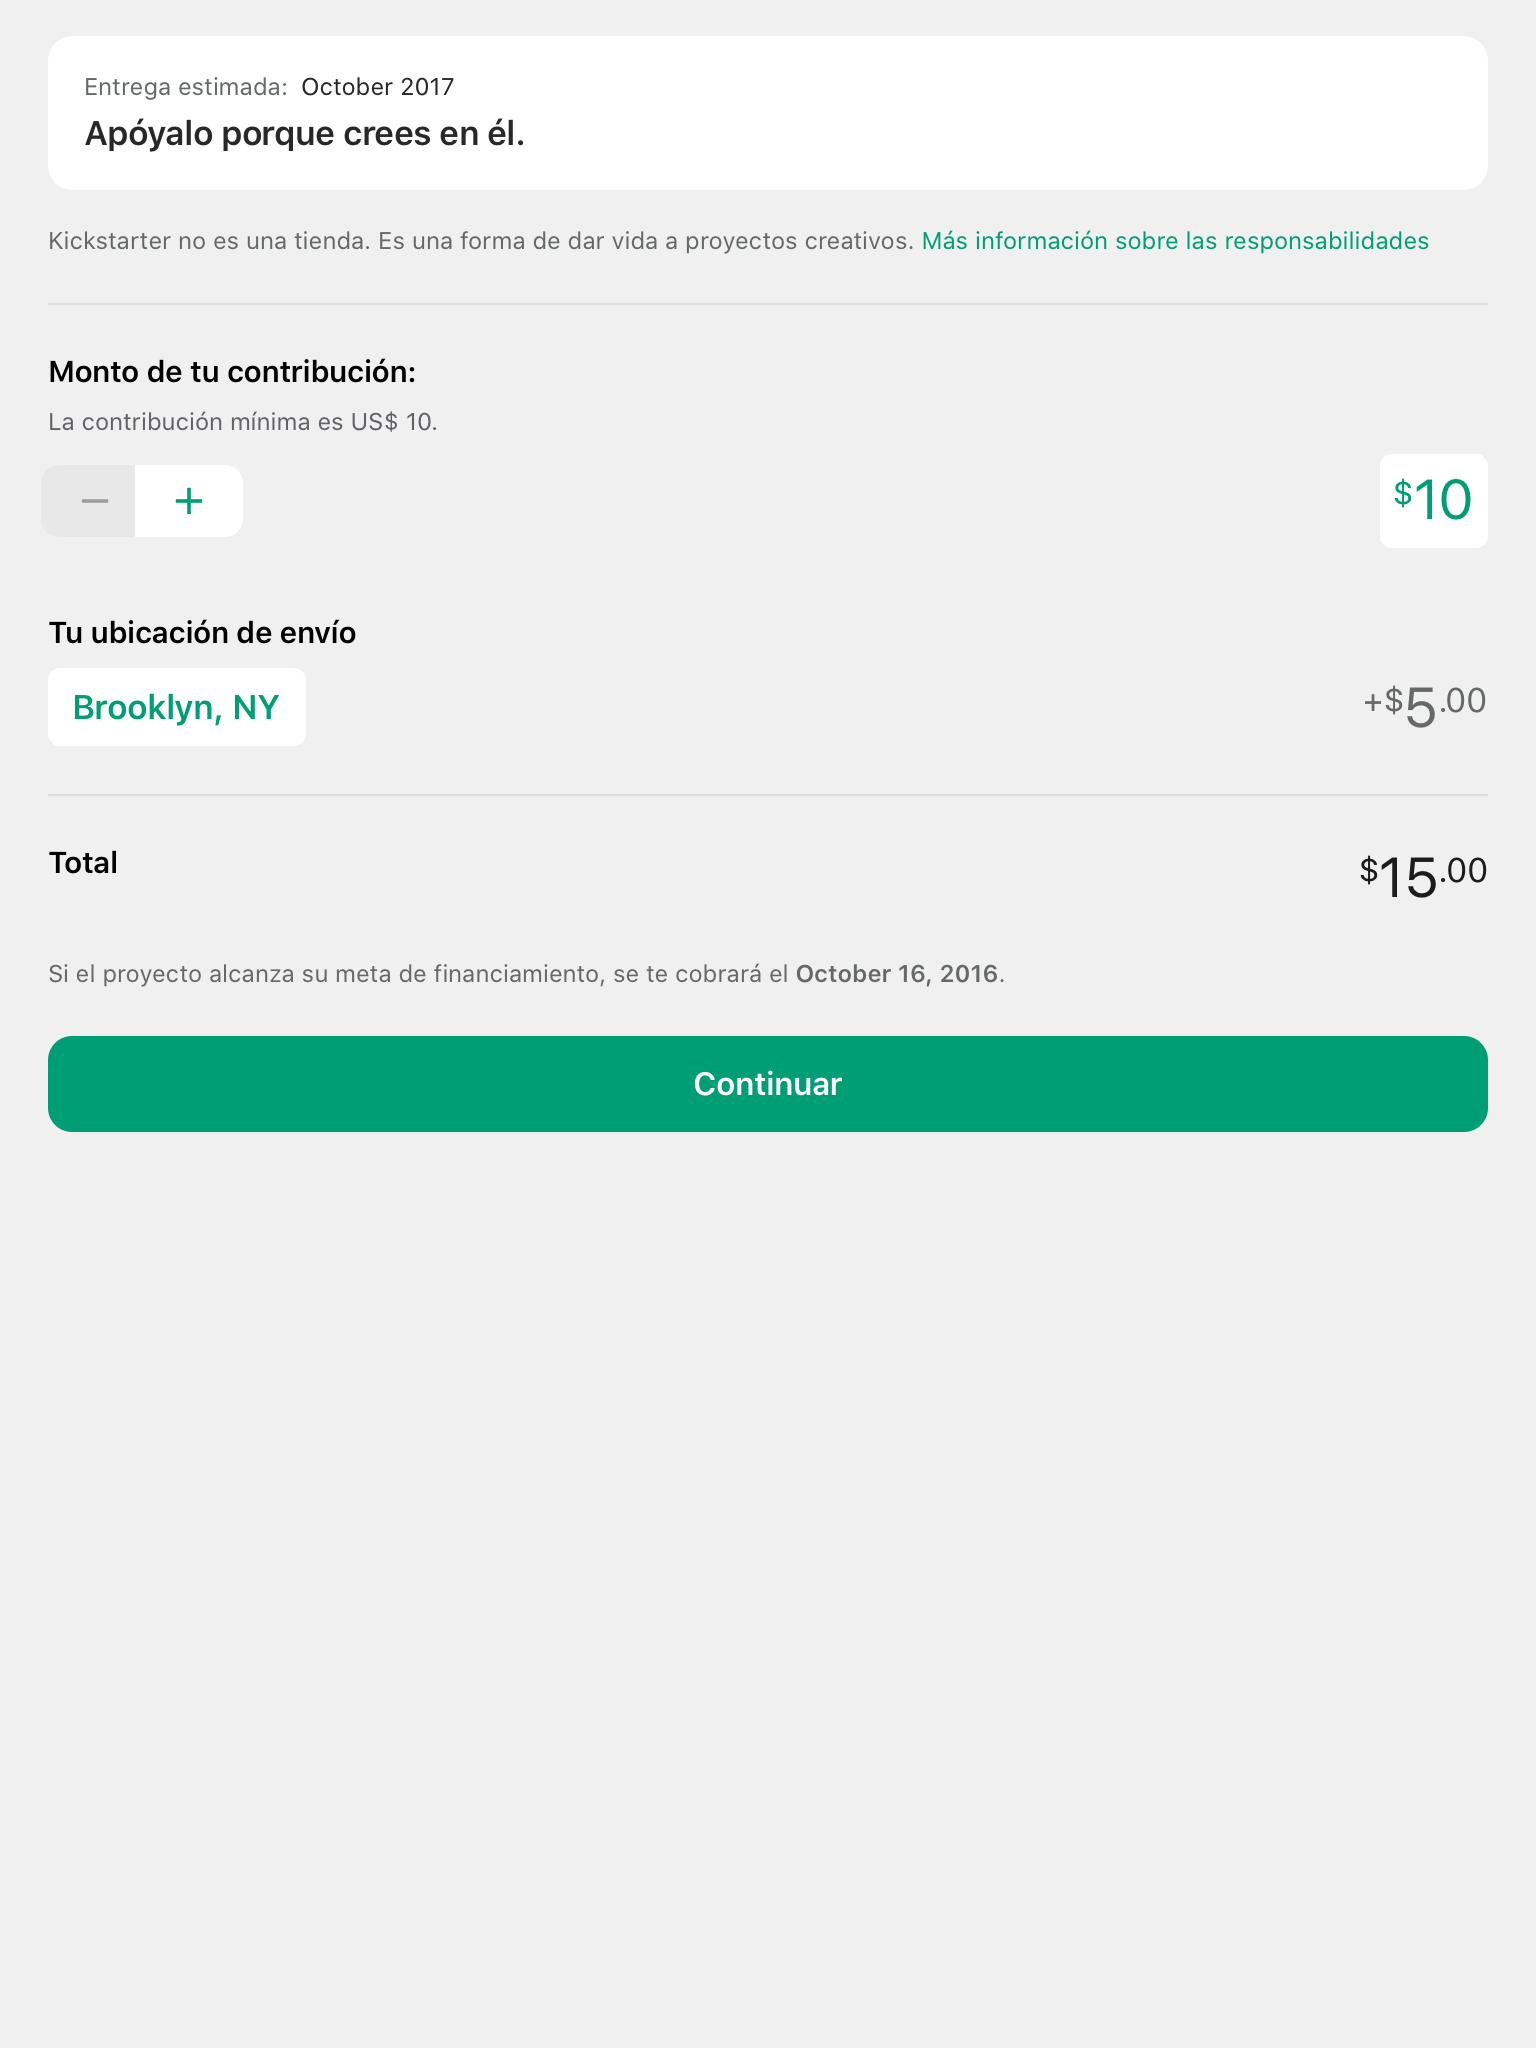 Entrega estimada: October 2017
Apóyalo porque crees en él.
Kickstarter no es una tienda. Es una forma de dar vida a proyectos creativos. Más información sobre las responsabilidades
Monto de tu contribución:
La contribución mínima es US$ 10.
− +
$10
Tu ubicación de envío
Brooklyn, NY
+$5.00
Total
$15.00
Si el proyecto alcanza su meta de financiamiento, se te cobrará el October 16, 2016.
Continuar